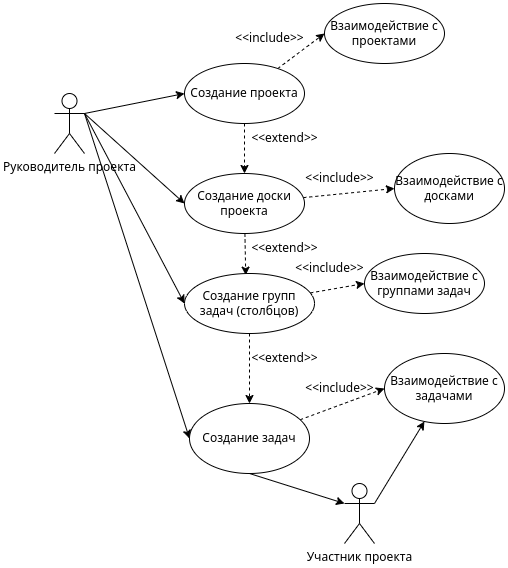 Взаимодействие с
проектами
<<include>>
Создание проекта
<<extend>>
Руководитель проекта
<<include>>
Взаимодействие с
досками
Создание доски
проекта
<<extend>>
<<include>>
Взаимодействие с
группами задач
Создание групп
задач (столбцов)
<<extend>>
<<include>>
Взаимодействие с
задачами
Создание задач
Участник проекта